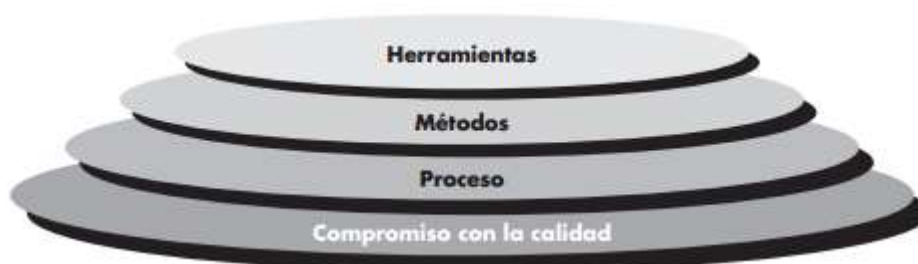 Herramientas
Métodos
Proceso
Compromiso con la calidad